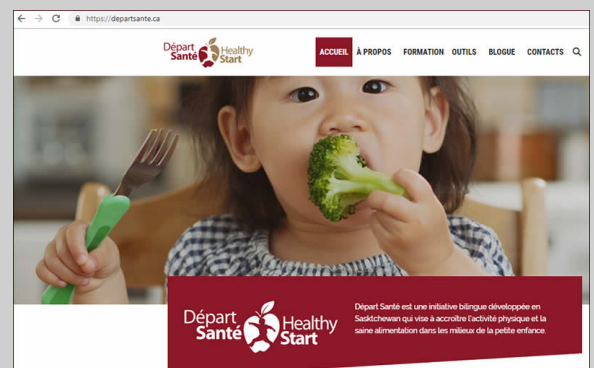 https://departsante.ca
Départ Santé Healthy Start
ACCUEIL À PROPOS FORMATION OUTILS BLOGUE CONTACTS
Départ Santé Healthy Start
Départ Santé est une initiative bilingue développée en
Sasktchewan qui vise à accroître l'activité physique et la
saine alimentation dans les milieux de la petite enfance.